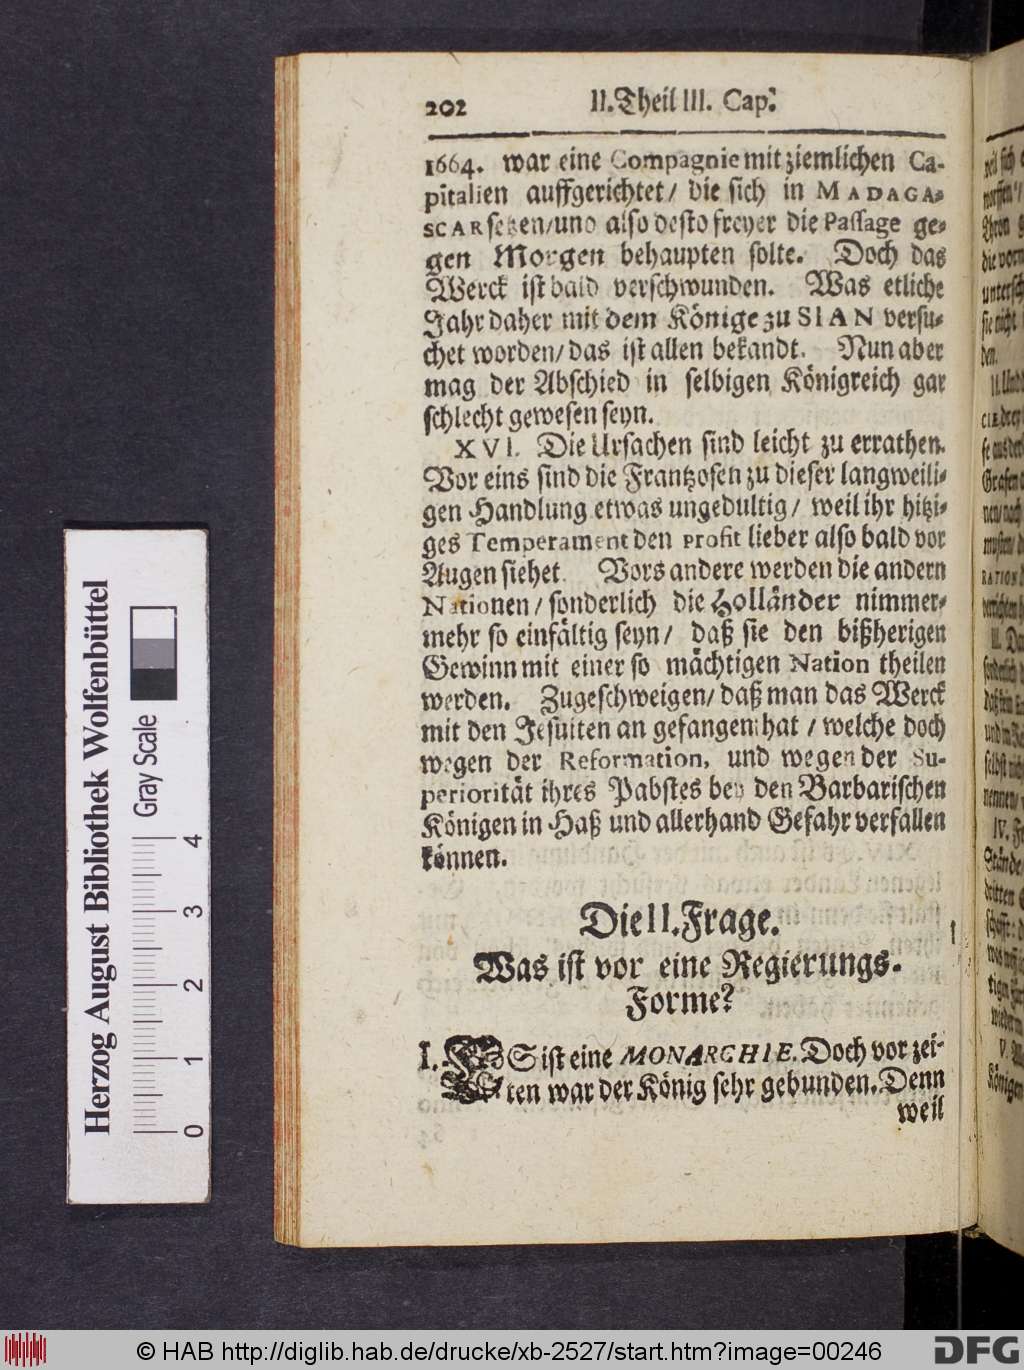 202 II. Theil III. Cap.
1664. war eine Compagnie mit ziemlichen Ca-
pitalien auffgerichtet / die sich in MADAGA-
SCAR setzen / und also desto freyer die Passage ge-
gen Morgen behaupten solte. Doch das
Werck ist bald verschwunden. Was etliche
Jahr daher mit dem Könige zu SIAN versu-
chet worden / das ist allen bekandt. Nun aber
mag der Abschied in selbigen Königreich gar
schlecht gewesen seyn.
XVI. Die Ursachen sind leicht zu errathen.
Vor eins sind die Frantzosen zu dieser langweili-
gen Handlung etwas ungedultig / weil ihr hitzi-
ges Temperament den Profit lieber also bald vor
Augen siehet. Vors andere werden die andern
Nationen / sonderlich die Holländer nimmer-
mehr so einfältig seyn / daß sie den bißherigen
Gewinn mit einer so mächtigen Nation theilen
werden. Zugeschweigen / daß man das Werck
mit den Jesuiten an gefangen hat / welche doch
wegen der Reformation, und wegen der Su-
periorität ihres Pabstes bey den Barbarischen
Königen in Haß und allerhand Gefahr verfallen
können.
Die II. Frage.
Was ist vor eine Regierungs-
Forme?
I. ES ist eine MONARCHIE. Doch vor zei-
ten war der König sehr gebunden. Denn
weil
Herzog August Bibliothek Wolfenbüttel
Gray Scale
0 1 2 3 4
© HAB http://diglib.hab.de/drucke/xb-2527/start.htm?image=00246
DFG